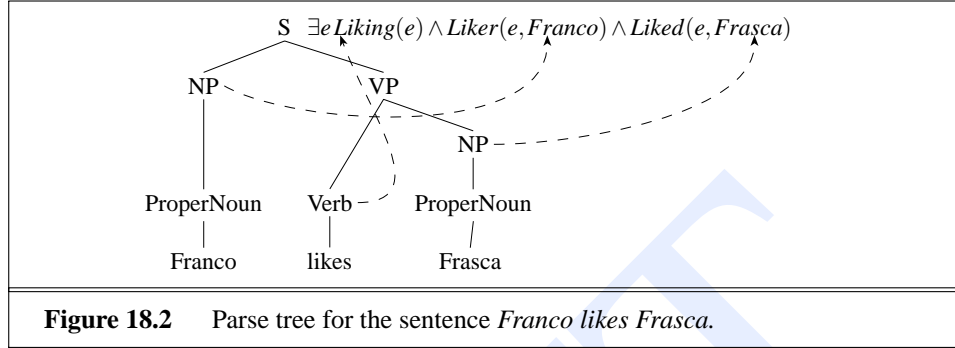 S ∃e Liking(e) ∧ Liker(e, Franco) ∧ Liked(e, Frasca)
NP VP
NP
ProperNoun Verb ProperNoun
Franco likes Frasca
Figure 18.2 Parse tree for the sentence Franco likes Frasca.